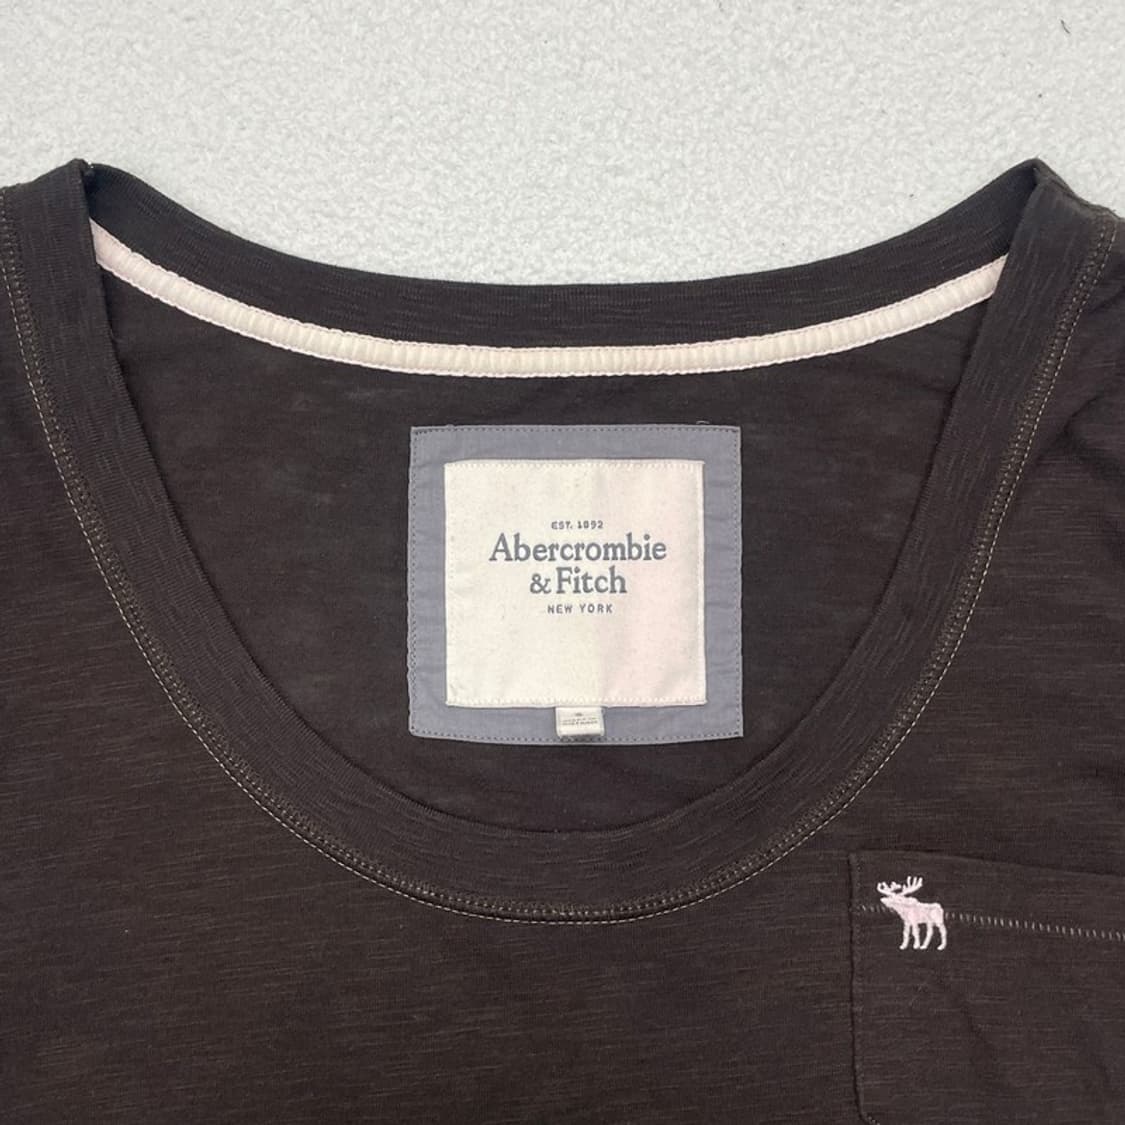 EST. 1892
Abercrombie
& Fitch
NEW YORK